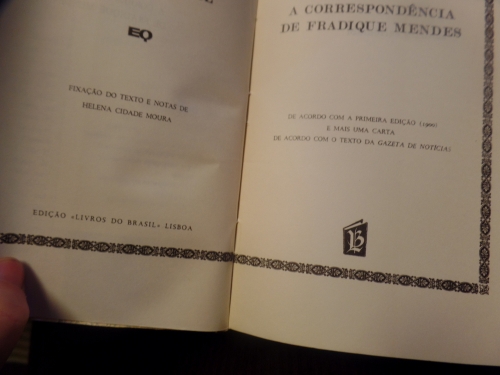 EQ
FIXAÇÃO DO TEXTO E NOTAS DE
HELENA CIDADE MOURA
EDIÇÃO «LIVROS DO BRASIL» LISBOA
A CORRESPONDÊNCIA
DE FRADIQUE MENDES
DE ACORDO COM A PRIMEIRA EDIÇÃO (1900)
E MAIS UMA CARTA
DE ACORDO COM O TEXTO DA GAZETA DE NOTÍCIAS